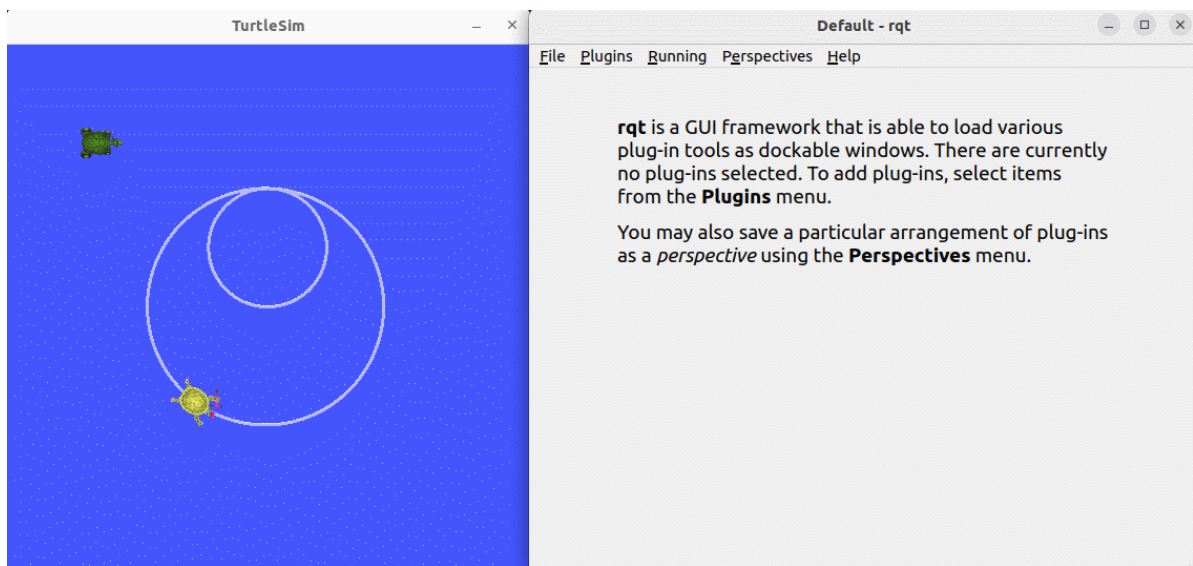 TurtleSim
Default - rqt
File Plugins Running Perspectives Help
rqt is a GUI framework that is able to load various
plug-in tools as dockable windows. There are currently
no plug-ins selected. To add plug-ins, select items
from the Plugins menu.
You may also save a particular arrangement of plug-ins
as a perspective using the Perspectives menu.